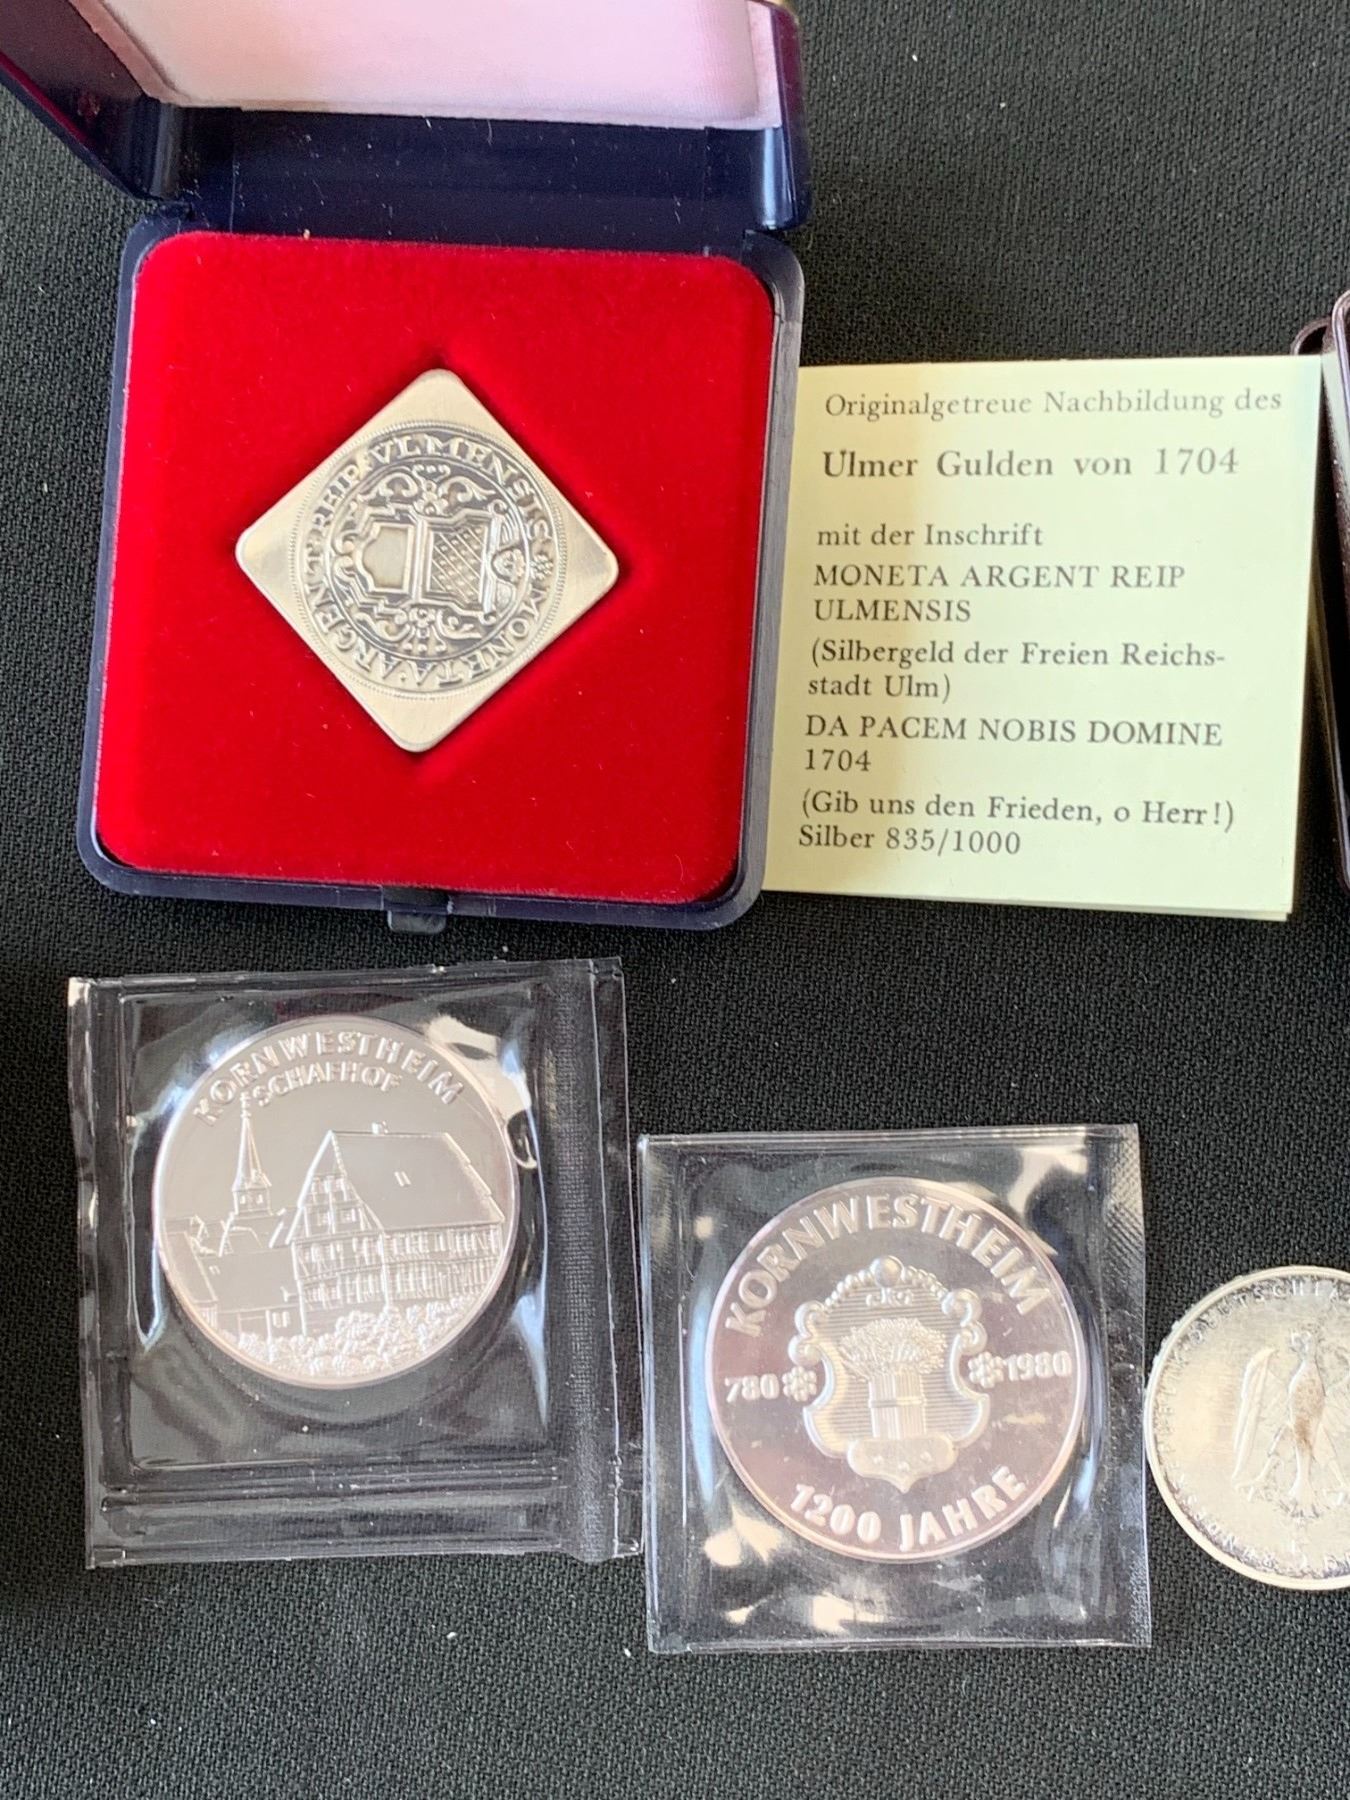 MONETA·ARGENT·REIP·VLMENSIS
Originalgetreue Nachbildung des
Ulmer Gulden von 1704
mit der Inschrift
MONETA ARGENT REIP
ULMENSIS
(Silbergeld der Freien Reichs-
stadt Ulm)
DA PACEM NOBIS DOMINE
1704
(Gib uns den Frieden, o Herr!)
Silber 835/1000
KORNWESTHEIM
SCHAFHOF
KORNWESTHEIM
780 1980
1200 JAHRE